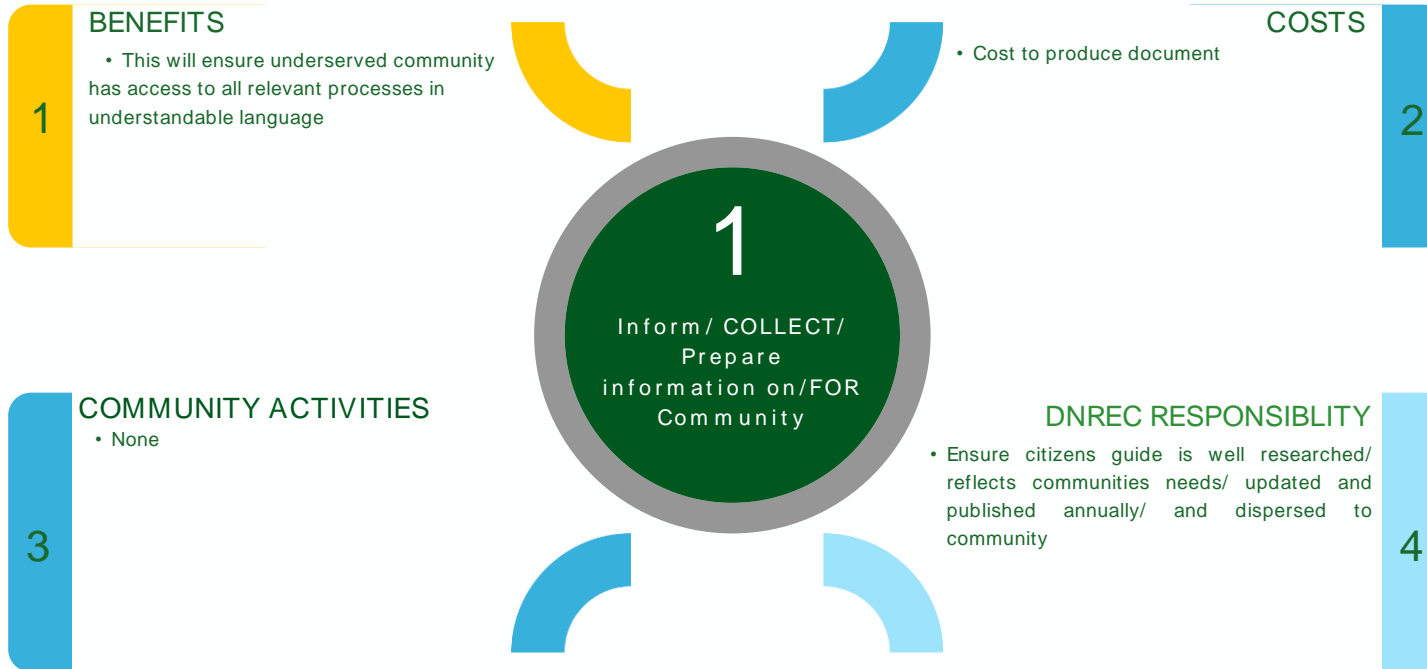 BENEFITS
• This will ensure underserved community
has access to all relevant processes in
understandable language
1
COSTS
• Cost to produce document
2
1
Inform/ COLLECT/
Prepare
information on/FOR
Community
COMMUNITY ACTIVITIES
• None
3
DNREC RESPONSIBLITY
• Ensure citizens guide is well researched/
reflects communities needs/ updated and
published annually/ and dispersed to
community
4